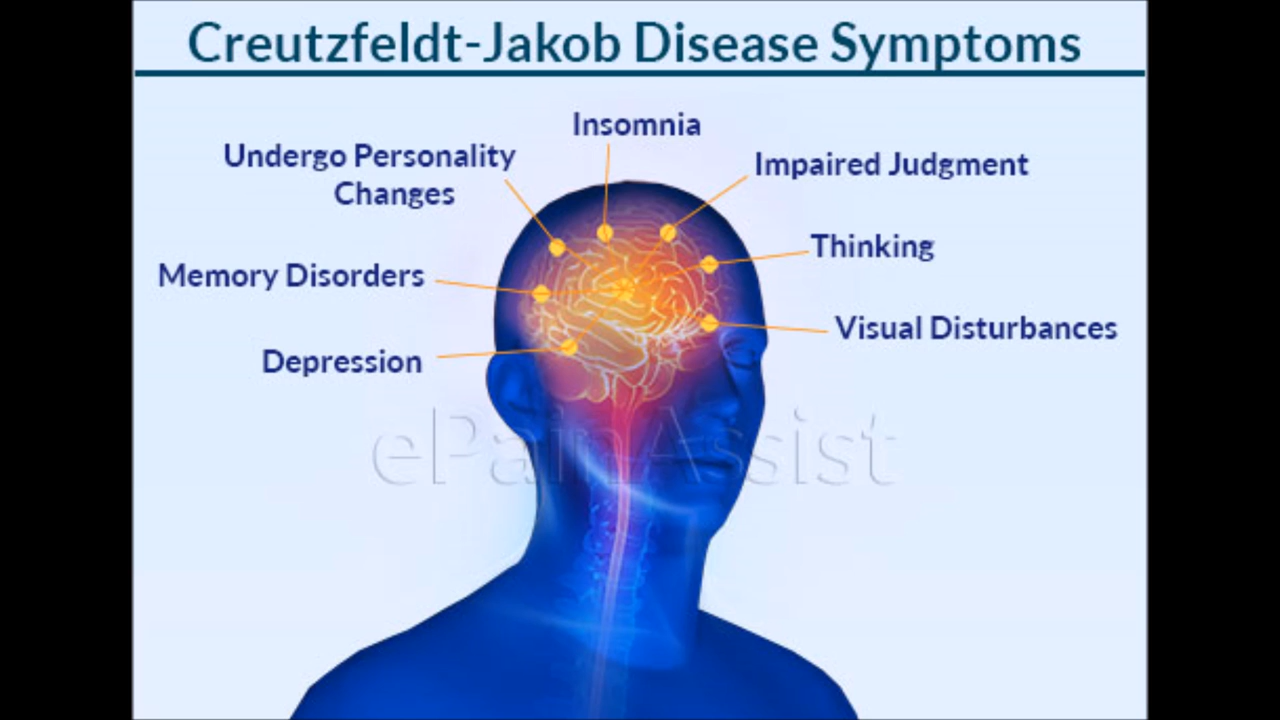 Creutzfeldt-Jakob Disease Symptoms
Insomnia
Undergo Personality
Changes
Impaired Judgment
Thinking
Memory Disorders
Visual Disturbances
Depression
ePainAssist